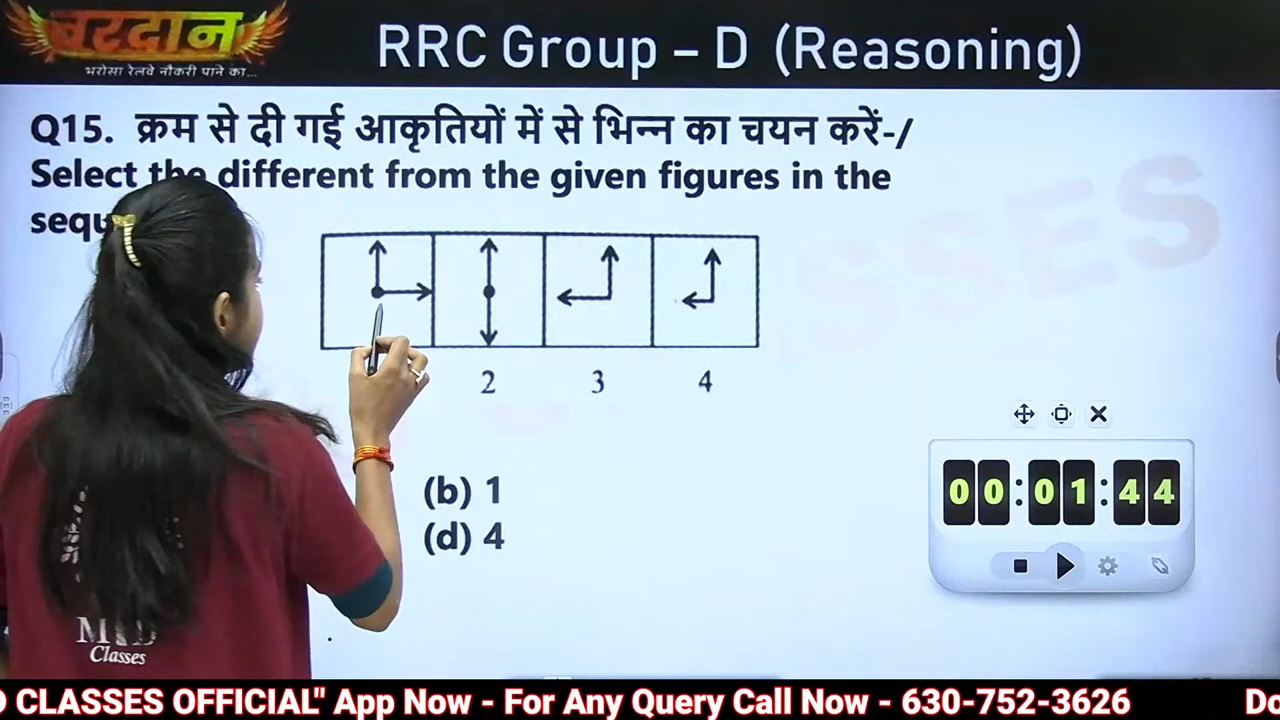 वरदान
भरोसा रेलवे नौकरी पाने का...
RRC Group – D (Reasoning)
Q15. क्रम से दी गई आकृतियों में से भिन्न का चयन करें-/
Select the different from the given figures in the
2 3 4
(b) 1
(d) 4
00:01:44
Classes
CLASSES OFFICIAL" App Now - For Any Query Call Now - 630-752-3626